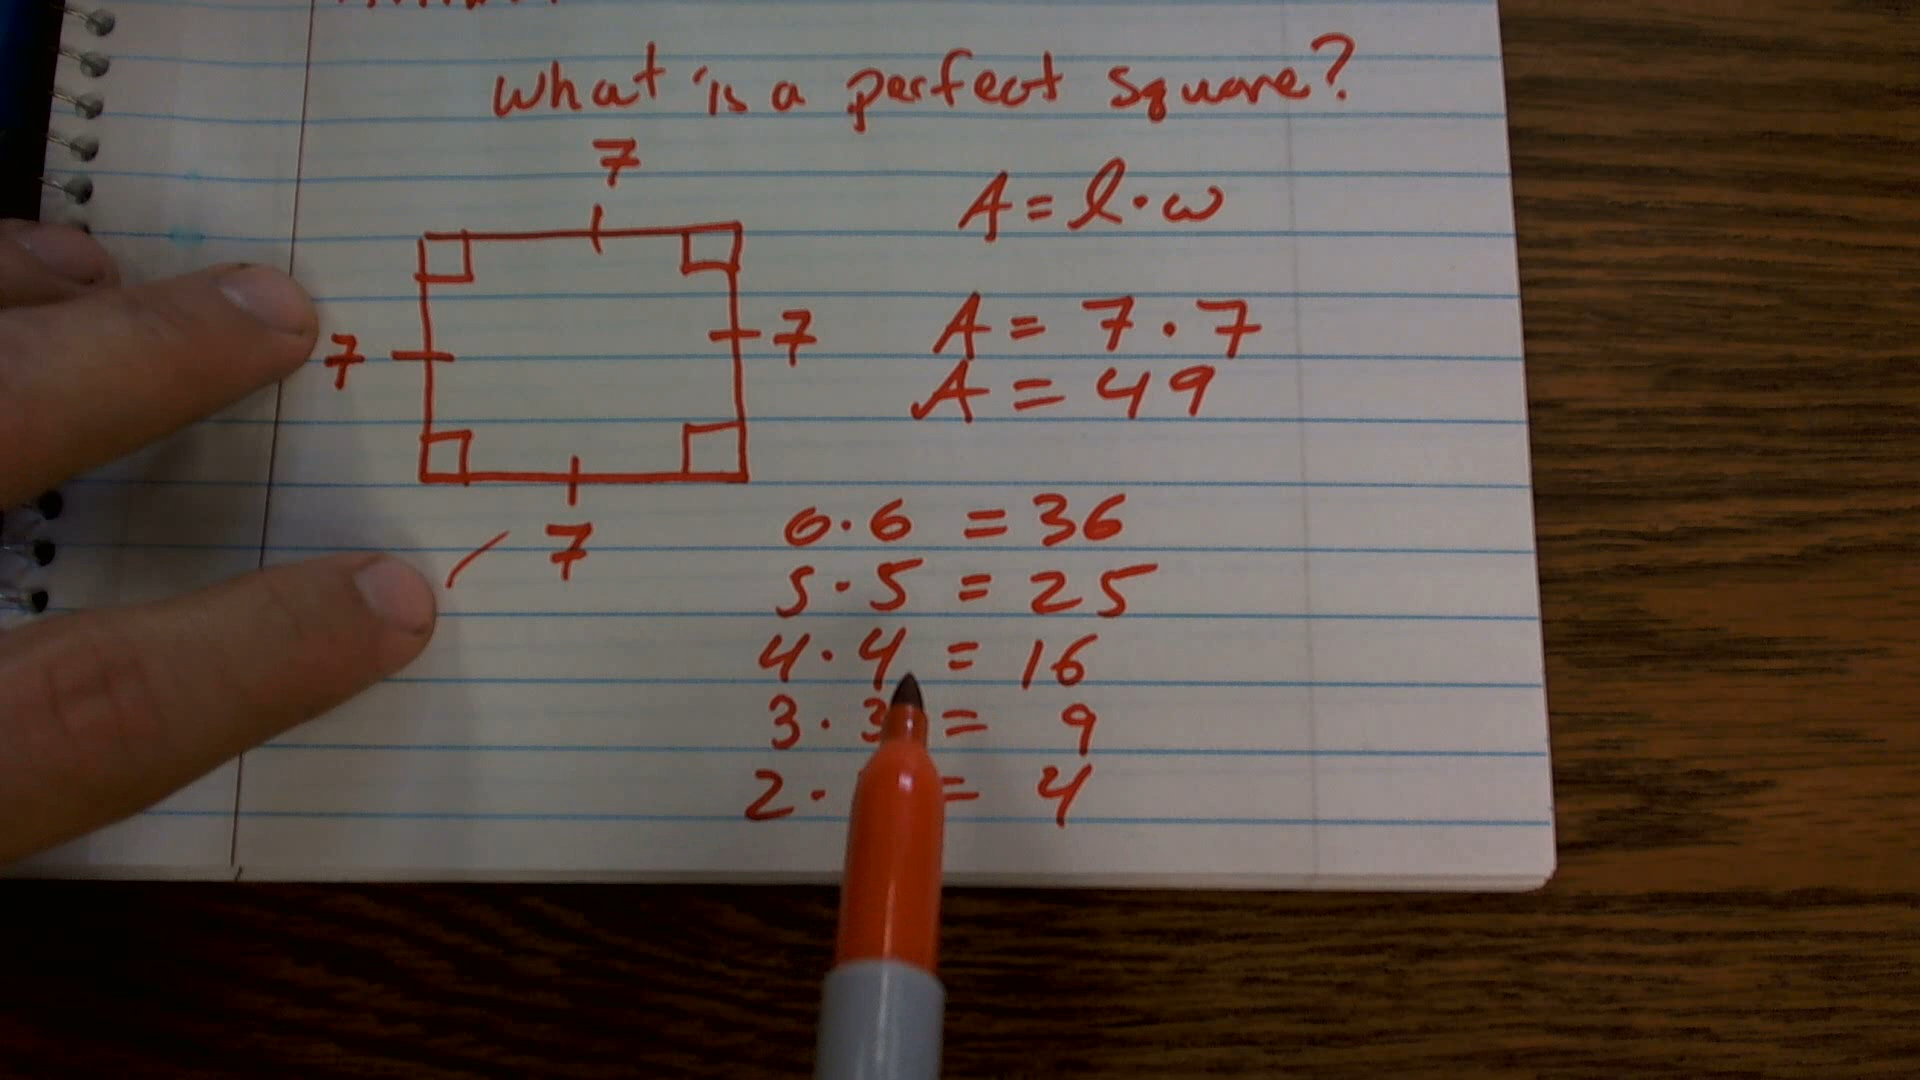 What is a perfect square?
7
A = l · w
7
7
A = 7 · 7
A = 49
7
6 · 6 = 36
5 · 5 = 25
4 · 4 = 16
3 · 3 = 9
2 · = 4